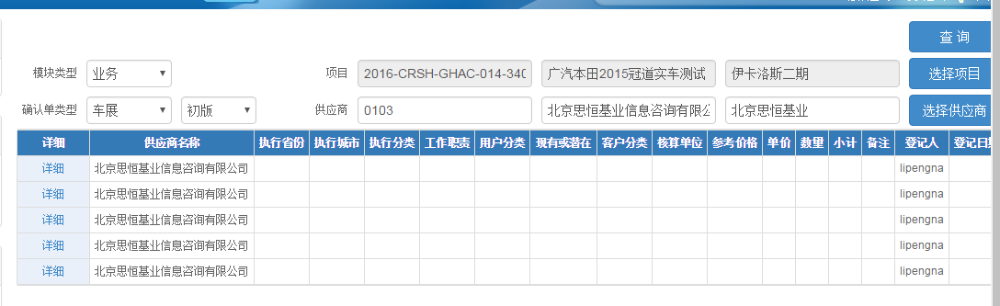 查 询
模块类型 业务 项目 2016-CRSH-GHAC-014-340 广汽本田2015冠道实车测试 伊卡洛斯二期 选择项目
确认单类型 车展 初版 供应商 0103 北京思恒基业信息咨询有限公 北京思恒基业 选择供应商
详细 供应商名称 执行省份 执行城市 执行分类 工作职责 用户分类 现有或潜在 客户分类 核算单位 参考价格 单价 数量 小计 备注 登记人 登记日
详细 北京思恒基业信息咨询有限公司 lipengna
详细 北京思恒基业信息咨询有限公司 lipengna
详细 北京思恒基业信息咨询有限公司 lipengna
详细 北京思恒基业信息咨询有限公司 lipengna
详细 北京思恒基业信息咨询有限公司 lipengna